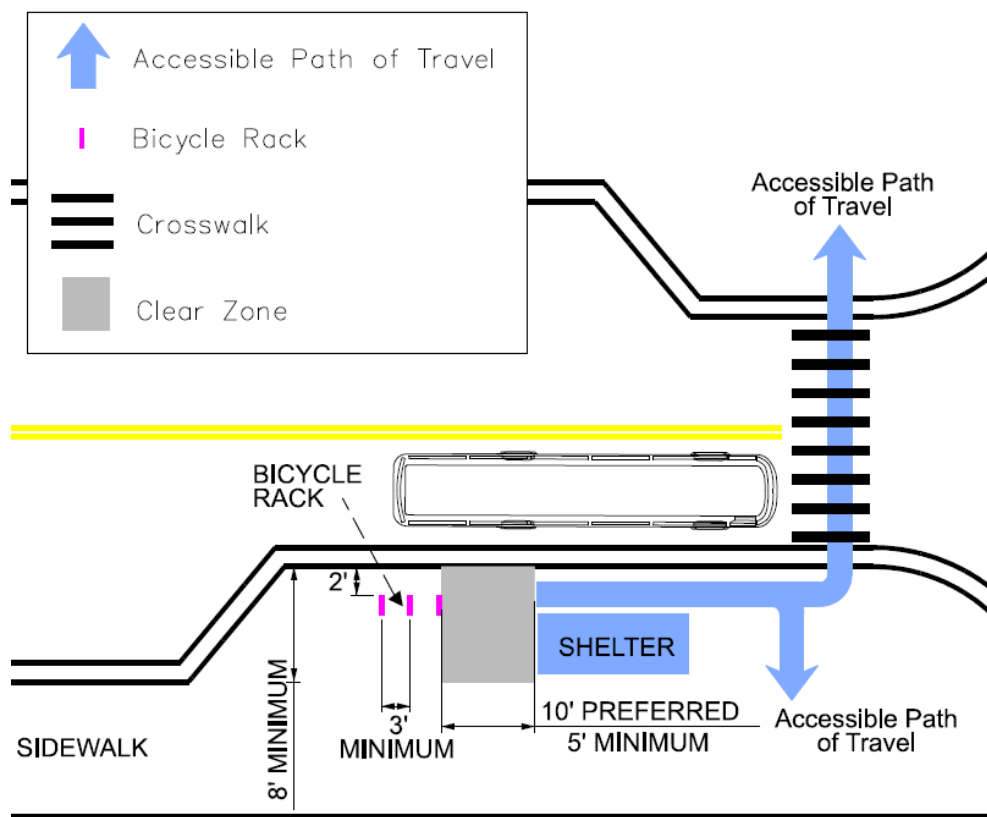 Accessible Path of Travel
Bicycle Rack
Crosswalk
Clear Zone
Accessible Path
of Travel
BICYCLE
RACK
2'
SHELTER
8' MINIMUM
3'
MINIMUM
10' PREFERRED
5' MINIMUM
Accessible Path
of Travel
SIDEWALK